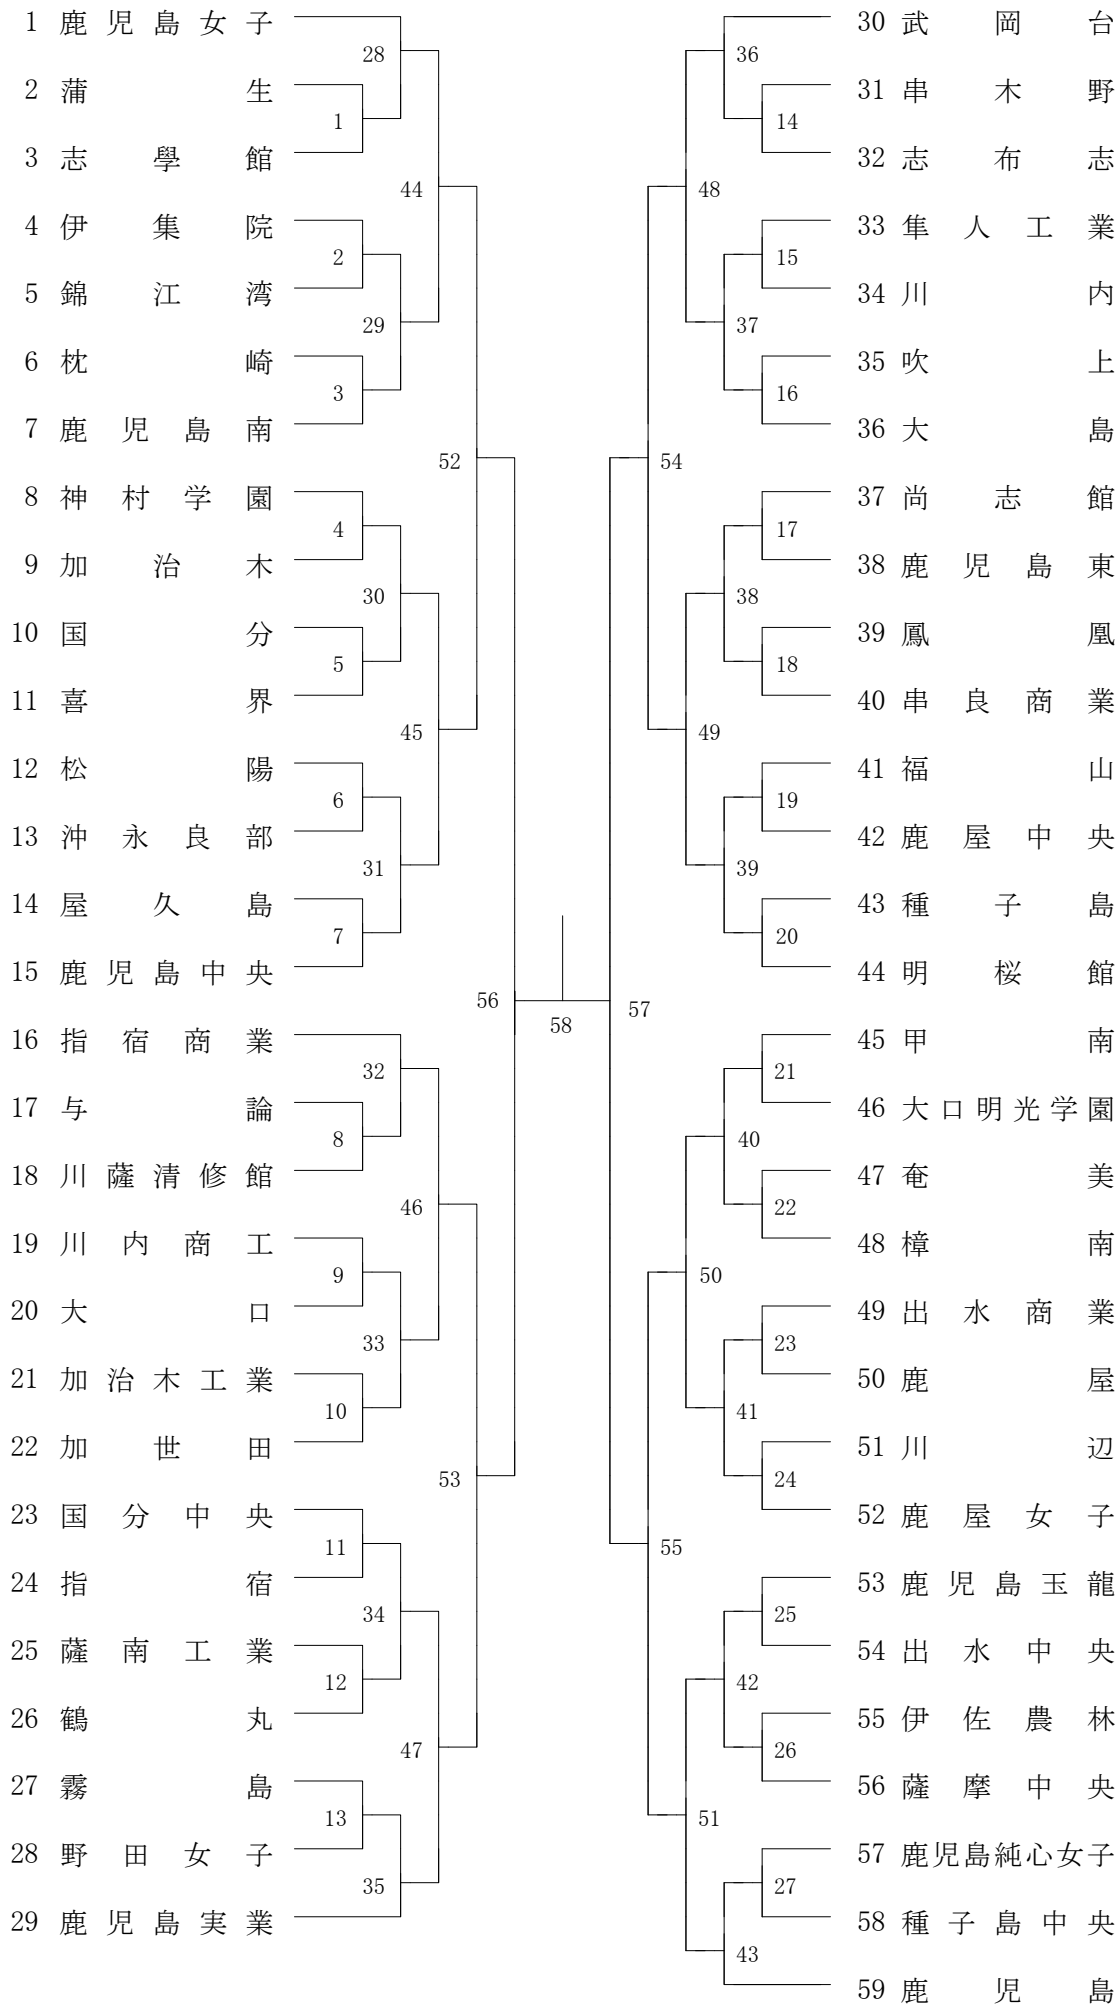 1 鹿児島女子
2 蒲生
3 志學館
4 伊集院
5 錦江湾
6 枕崎
7 鹿児島南
8 神村学園
9 加治木
10 国分
11 喜界
12 松陽
13 沖永良部
14 屋久島
15 鹿児島中央
16 指宿商業
17 与論
18 川薩清修館
19 川内商工
20 大口
21 加治木工業
22 加世田
23 国分中央
24 指宿
25 薩南工業
26 鶴丸
27 霧島
28 野田女子
29 鹿児島実業
28
1
44
2
29
3
52
4
30
5
45
6
31
7
56
32
8
46
9
33
10
53
11
34
12
47
13
35
58
57
36
14
48
15
37
16
54
17
38
18
49
19
39
20
21
40
22
50
23
41
24
55
25
42
26
51
27
43
30 武岡台
31 串木野
32 志布志
33 隼人工業
34 川内
35 吹上
36 大島
37 尚志館
38 鹿児島東
39 鳳凰
40 串良商業
41 福山
42 鹿屋中央
43 種子島
44 明桜館
45 甲南
46 大口明光学園
47 奄美
48 樟南
49 出水商業
50 鹿屋
51 川辺
52 鹿屋女子
53 鹿児島玉龍
54 出水中央
55 伊佐農林
56 薩摩中央
57 鹿児島純心女子
58 種子島中央
59 鹿児島